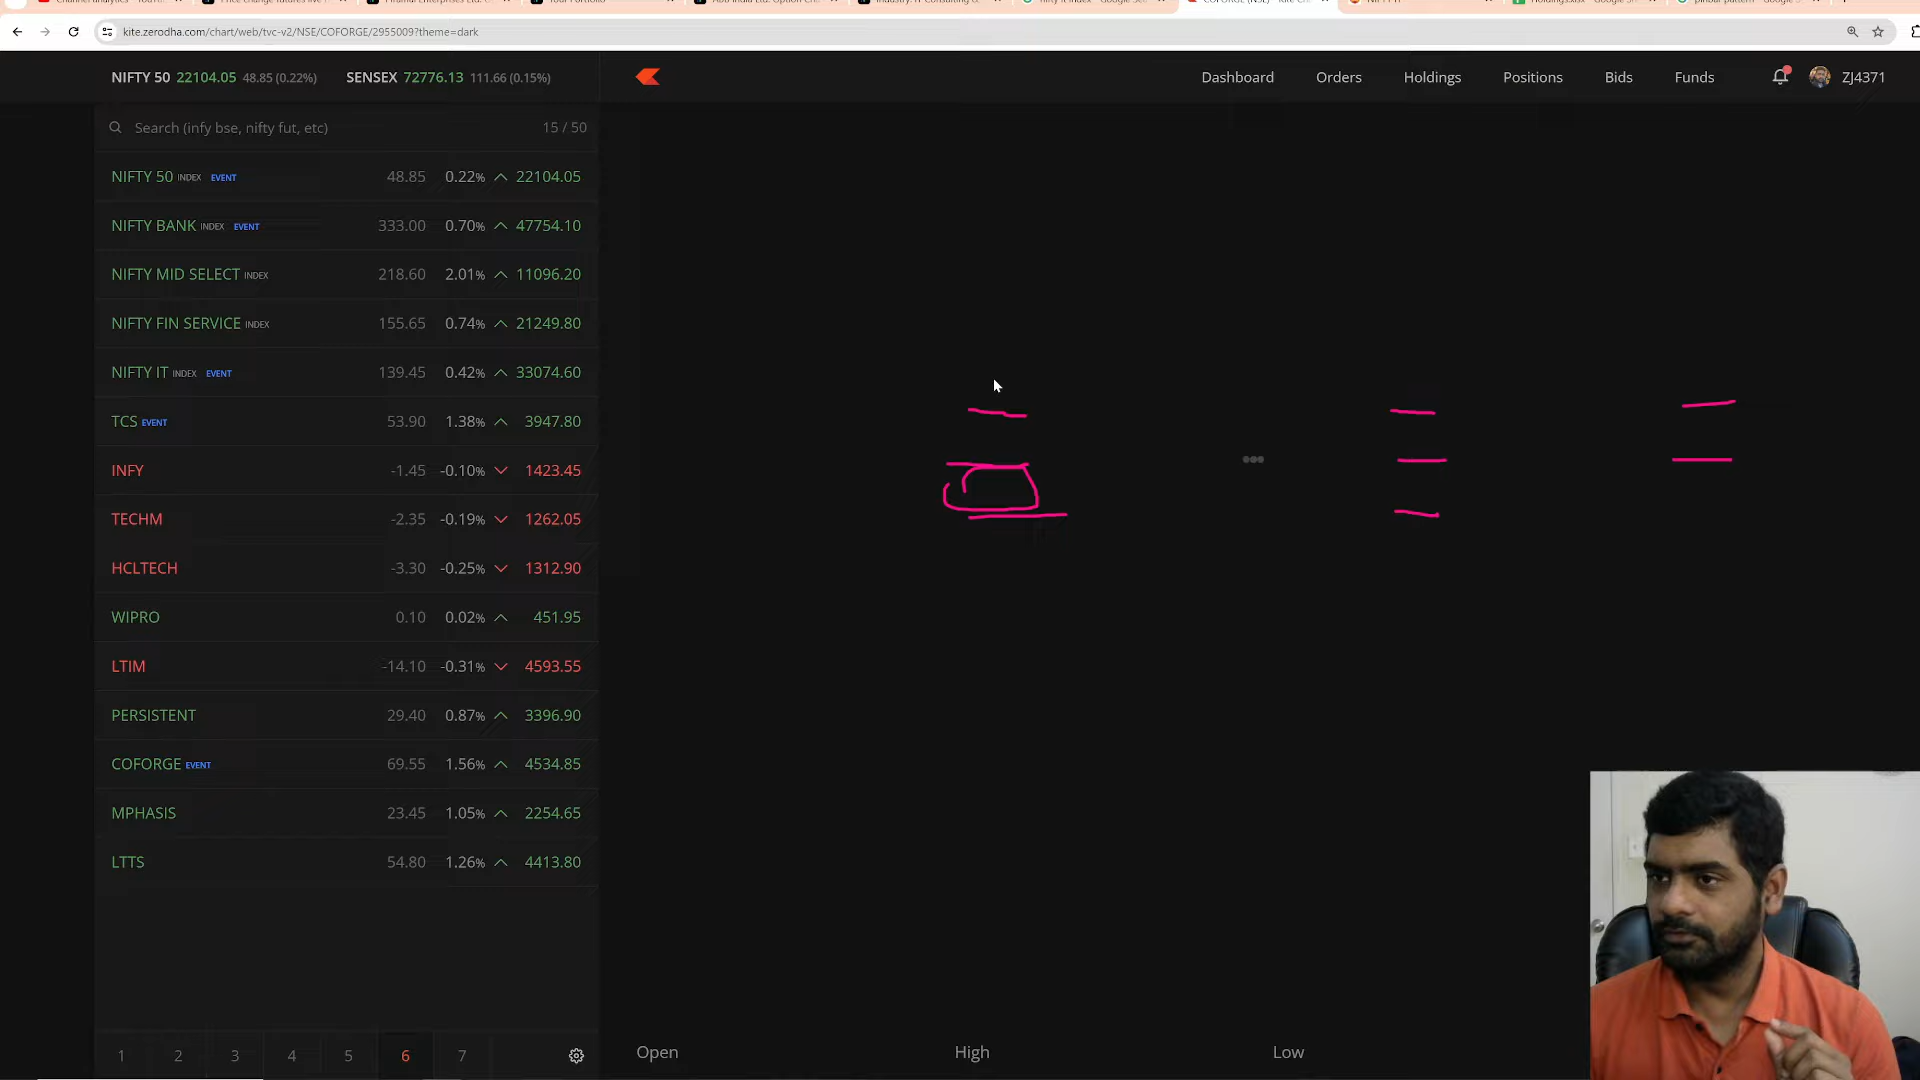 kite.zerodha.com/chart/web/tvc-v2/NSE/COFORGE/2955009?theme=dark
NIFTY 50 22104.05 48.85 (0.22%) SENSEX 72776.13 111.66 (0.15%)
Dashboard Orders Holdings Positions Bids Funds ZJ4371
Search (infy bse, nifty fut, etc) 15 / 50
NIFTY 50 INDEX EVENT 48.85 0.22% 22104.05
NIFTY BANK INDEX EVENT 333.00 0.70% 47754.10
NIFTY MID SELECT INDEX 218.60 2.01% 11096.20
NIFTY FIN SERVICE INDEX 155.65 0.74% 21249.80
NIFTY IT INDEX EVENT 139.45 0.42% 33074.60
TCS EVENT 53.90 1.38% 3947.80
INFY -1.45 -0.10% 1423.45
TECHM -2.35 -0.19% 1262.05
HCLTECH -3.30 -0.25% 1312.90
WIPRO 0.10 0.02% 451.95
LTIM -14.10 -0.31% 4593.55
PERSISTENT 29.40 0.87% 3396.90
COFORGE EVENT 69.55 1.56% 4534.85
MPHASIS 23.45 1.05% 2254.65
LTTS 54.80 1.26% 4413.80
1 2 3 4 5 6 7
Open High Low